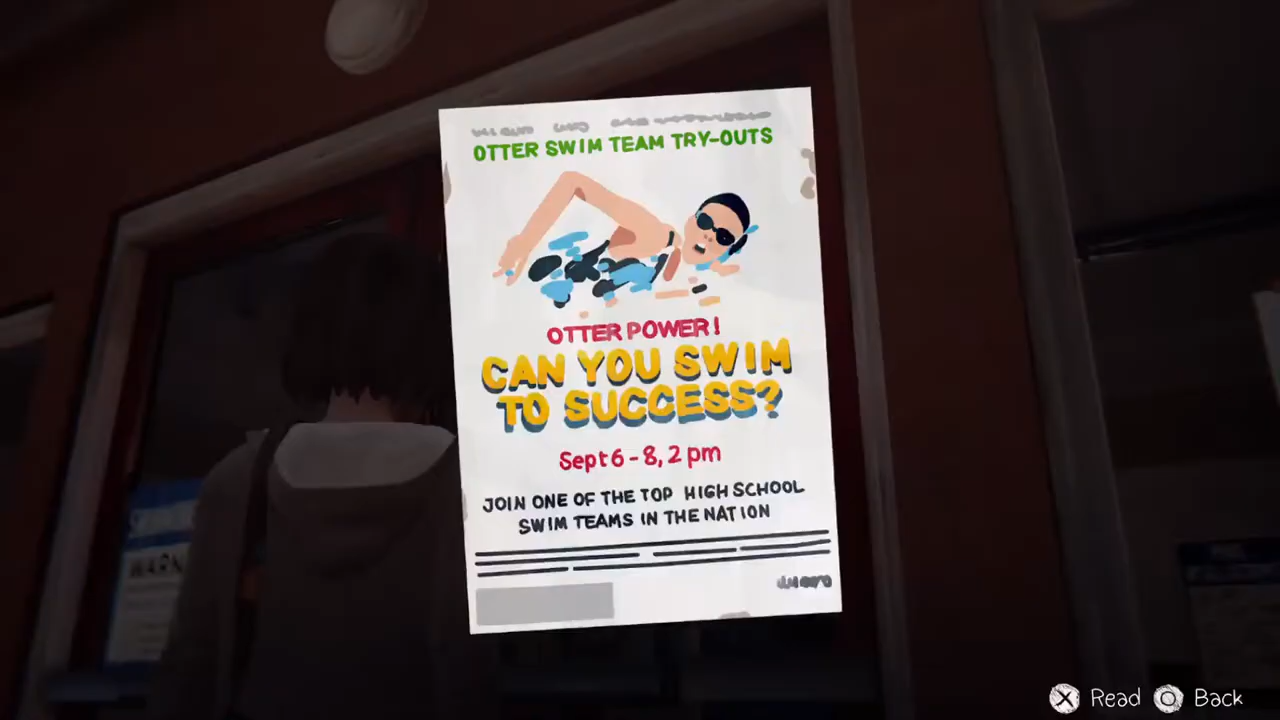 OTTER SWIM TEAM TRY-OUTS
OTTER POWER!
CAN YOU SWIM
TO SUCCESS?
Sept 6 - 8, 2 pm
JOIN ONE OF THE TOP HIGH SCHOOL
SWIM TEAMS IN THE NATION
WARN
Read
Back